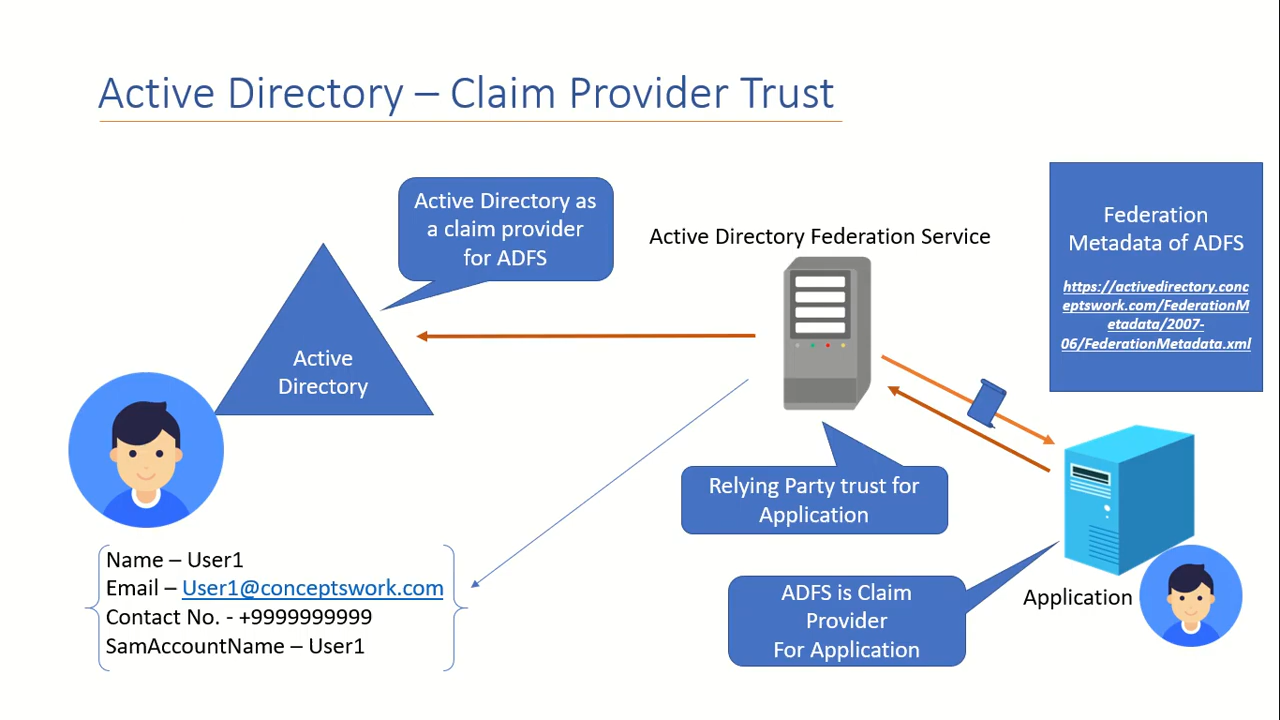 Active Directory – Claim Provider Trust
Active Directory as
a claim provider
for ADFS
Active Directory Federation Service
Federation
Metadata of ADFS
https://activedirectory.conc
eptswork.com/FederationM
etadata/2007-
06/FederationMetadata.xml
Active
Directory
Relying Party trust for
Application
Name – User1
Email – User1@conceptswork.com
Contact No. - +9999999999
SamAccountName – User1
ADFS is Claim
Provider
For Application
Application